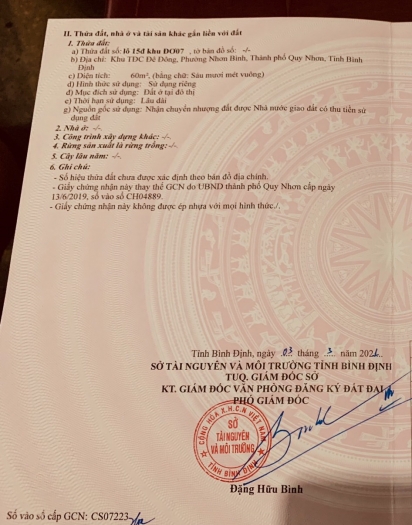 II. Thửa đất, nhà ở và tài sản khác gắn liền với đất
1. Thửa đất:
a) Thửa đất số: lô 15đ khu ĐG07 , tờ bản đồ số: -/-
b) Địa chỉ: Khu TĐC Đê Đông, Phường Nhơn Bình, Thành phố Quy Nhơn, Tỉnh Bình
Định
c) Diện tích: 60m², (bằng chữ: Sáu mươi mét vuông)
d) Hình thức sử dụng: Sử dụng riêng
đ) Mục đích sử dụng: Đất ở tại đô thị
e) Thời hạn sử dụng: Lâu dài
g) Nguồn gốc sử dụng: Nhận chuyển nhượng đất được Nhà nước giao đất có thu tiền sử
dụng đất
2. Nhà ở: -/-
3. Công trình xây dựng khác: -/-
4. Rừng sản xuất là rừng trồng: -/-
5. Cây lâu năm: -/-
6. Ghi chú:
- Số hiệu thửa đất chưa được xác định theo bản đồ địa chính.
- Giấy chứng nhận này thay thế GCN do UBND thành phố Quy Nhơn cấp ngày
13/6/2019, số vào sổ CH04889.
- Giấy chứng nhận này không được ép nhựa với mọi hình thức./.
Tỉnh Bình Định, ngày 03 tháng 3 năm 2021
SỞ TÀI NGUYÊN VÀ MÔI TRƯỜNG TỈNH BÌNH ĐỊNH
TUQ. GIÁM ĐỐC SỞ
KT. GIÁM ĐỐC VĂN PHÒNG ĐĂNG KÝ ĐẤT ĐAI
PHÓ GIÁM ĐỐC
CỘNG HÒA X.H.C.N VIỆT NAM
SỞ
TÀI NGUYÊN
VÀ MÔI TRƯỜNG
TỈNH BÌNH ĐỊNH
Đặng Hữu Bình
Số vào sổ cấp GCN: CS07223